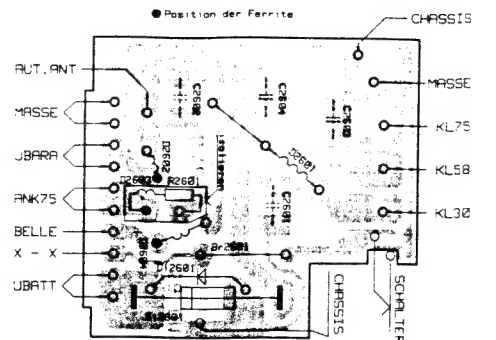 Position der Ferrite
CHASSIS
AUT.ANT
MASSE
MASSE
KL75
UBARA
KL58
ANK75
KL30
BELLE
X - X
UBATT
C2604
C2603
C2601
D2601
R2601
Br2601
CHASSIS
SCHALTER